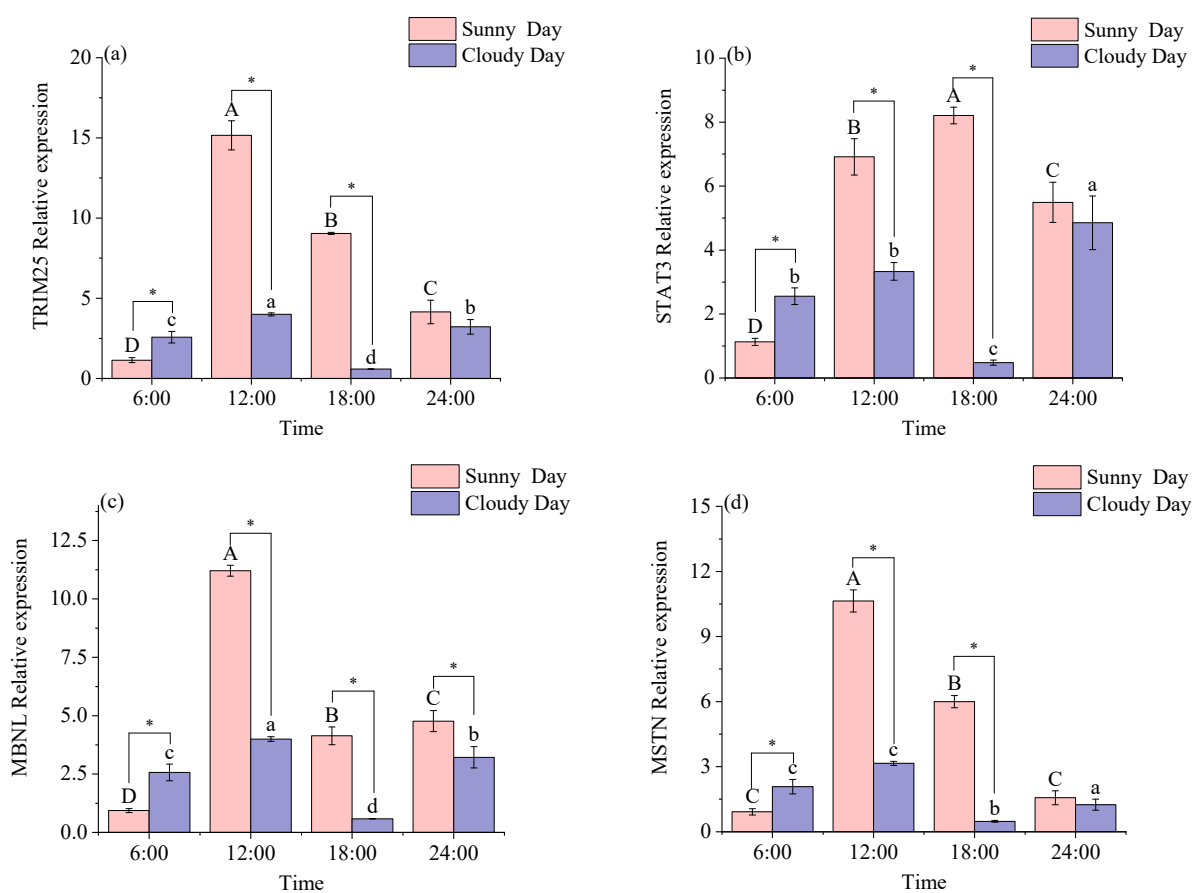 (a)
Sunny Day
Cloudy Day
TRIM25 Relative expression
20
15
10
5
0
* A
* B
* a
* D c
C b
d
6:00 12:00 18:00 24:00
Time
(b)
Sunny Day
Cloudy Day
STAT3 Relative expression
10
8
6
4
2
0
* * A
B
* b b
C a
D
c
6:00 12:00 18:00 24:00
Time
(c)
Sunny Day
Cloudy Day
MBNL Relative expression
12.5
10.0
7.5
5.0
2.5
0.0
* A
* *
B C
* a b
D c
d
6:00 12:00 18:00 24:00
Time
(d)
Sunny Day
Cloudy Day
MSTN Relative expression
15
12
9
6
3
0
* A
* B
* c
C c
C a
b
6:00 12:00 18:00 24:00
Time